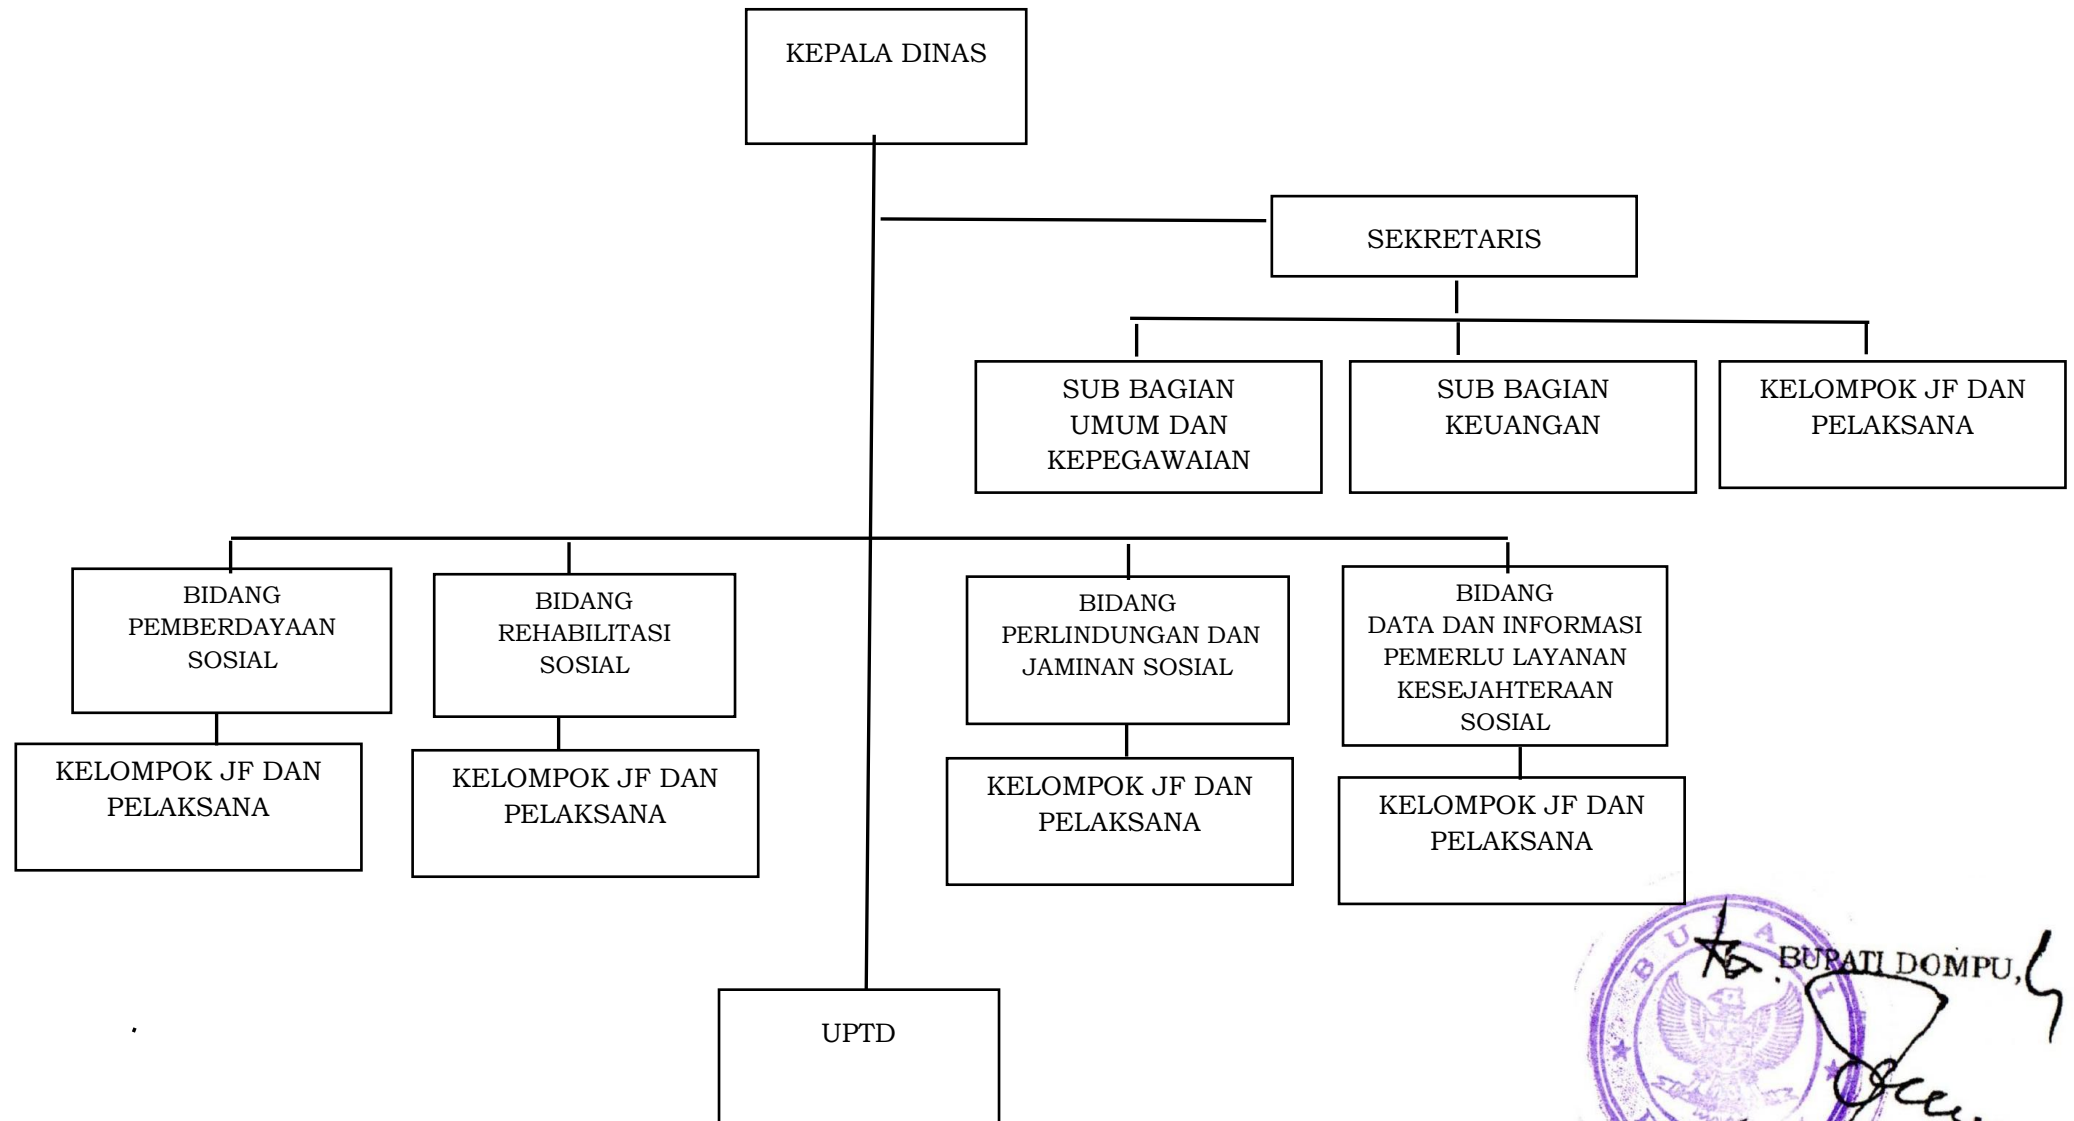 KEPALA DINAS
SEKRETARIS
SUB BAGIAN
UMUM DAN
KEPEGAWAIAN
SUB BAGIAN
KEUANGAN
KELOMPOK JF DAN
PELAKSANA
BIDANG
PEMBERDAYAAN
SOSIAL
BIDANG
REHABILITASI
SOSIAL
BIDANG
PERLINDUNGAN DAN
JAMINAN SOSIAL
BIDANG
DATA DAN INFORMASI
PEMERLU LAYANAN
KESEJAHTERAAN
SOSIAL
KELOMPOK JF DAN
PELAKSANA
KELOMPOK JF DAN
PELAKSANA
KELOMPOK JF DAN
PELAKSANA
KELOMPOK JF DAN
PELAKSANA
UPTD
BUPATI DOMPU,
BUPATI